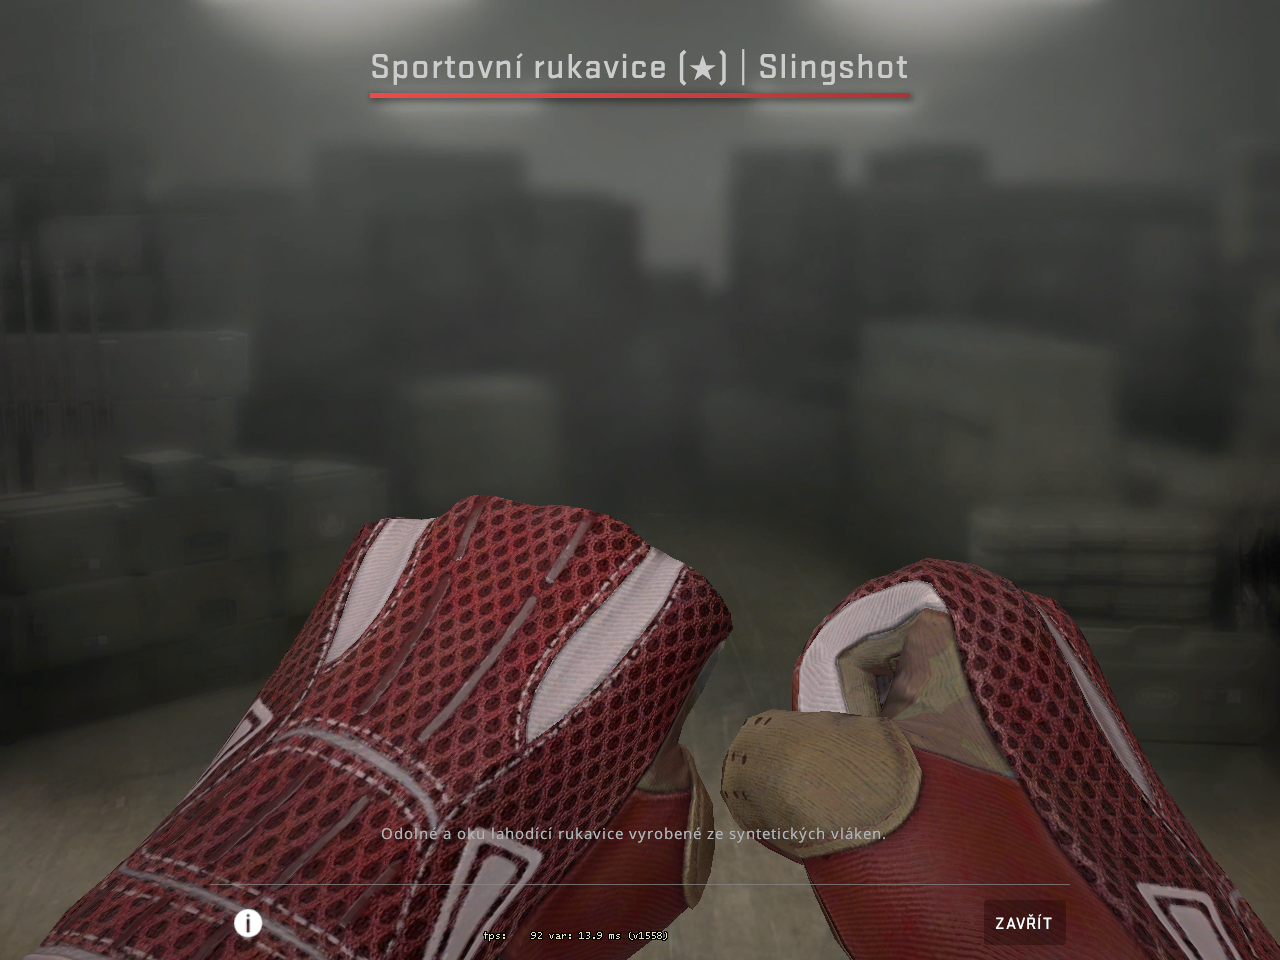 Sportovní rukavice (★) | Slingshot
Odolné a oku lahodící rukavice vyrobené ze syntetických vláken.
i
ZAVŘÍT
fps: 92 var: 13.9 ms (v1558)